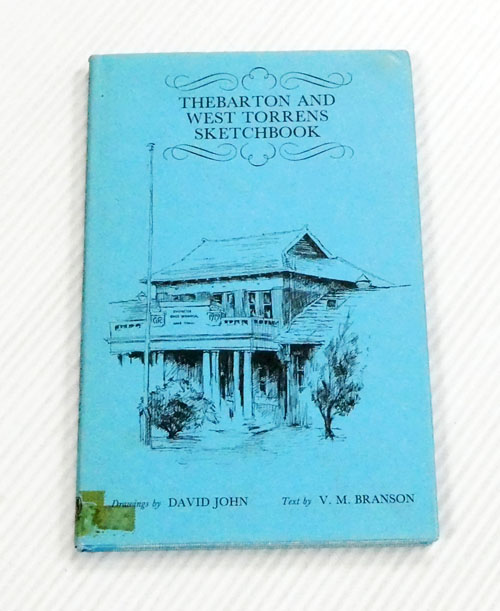 THEBARTON AND
WEST TORRENS
SKETCHBOOK
Drawings by DAVID JOHN Text by V. M. BRANSON